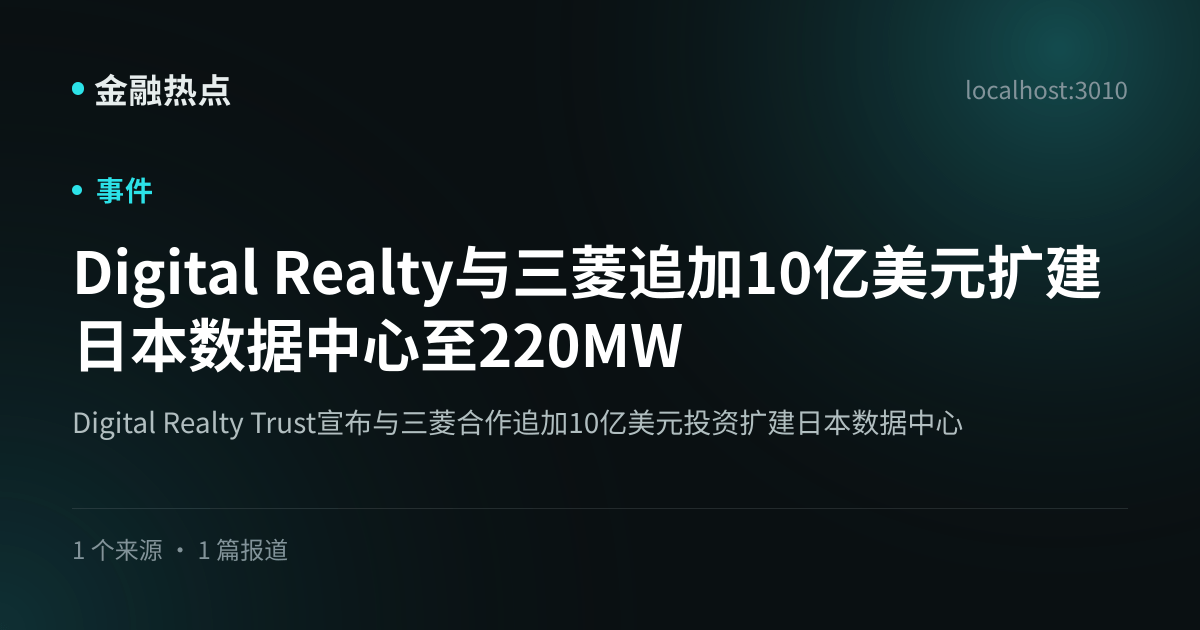 金融热点
localhost:3010
事件
Digital Realty与三菱追加10亿美元扩建
日本数据中心至220MW
Digital Realty Trust宣布与三菱合作追加10亿美元投资扩建日本数据中心
1 个来源 · 1 篇报道